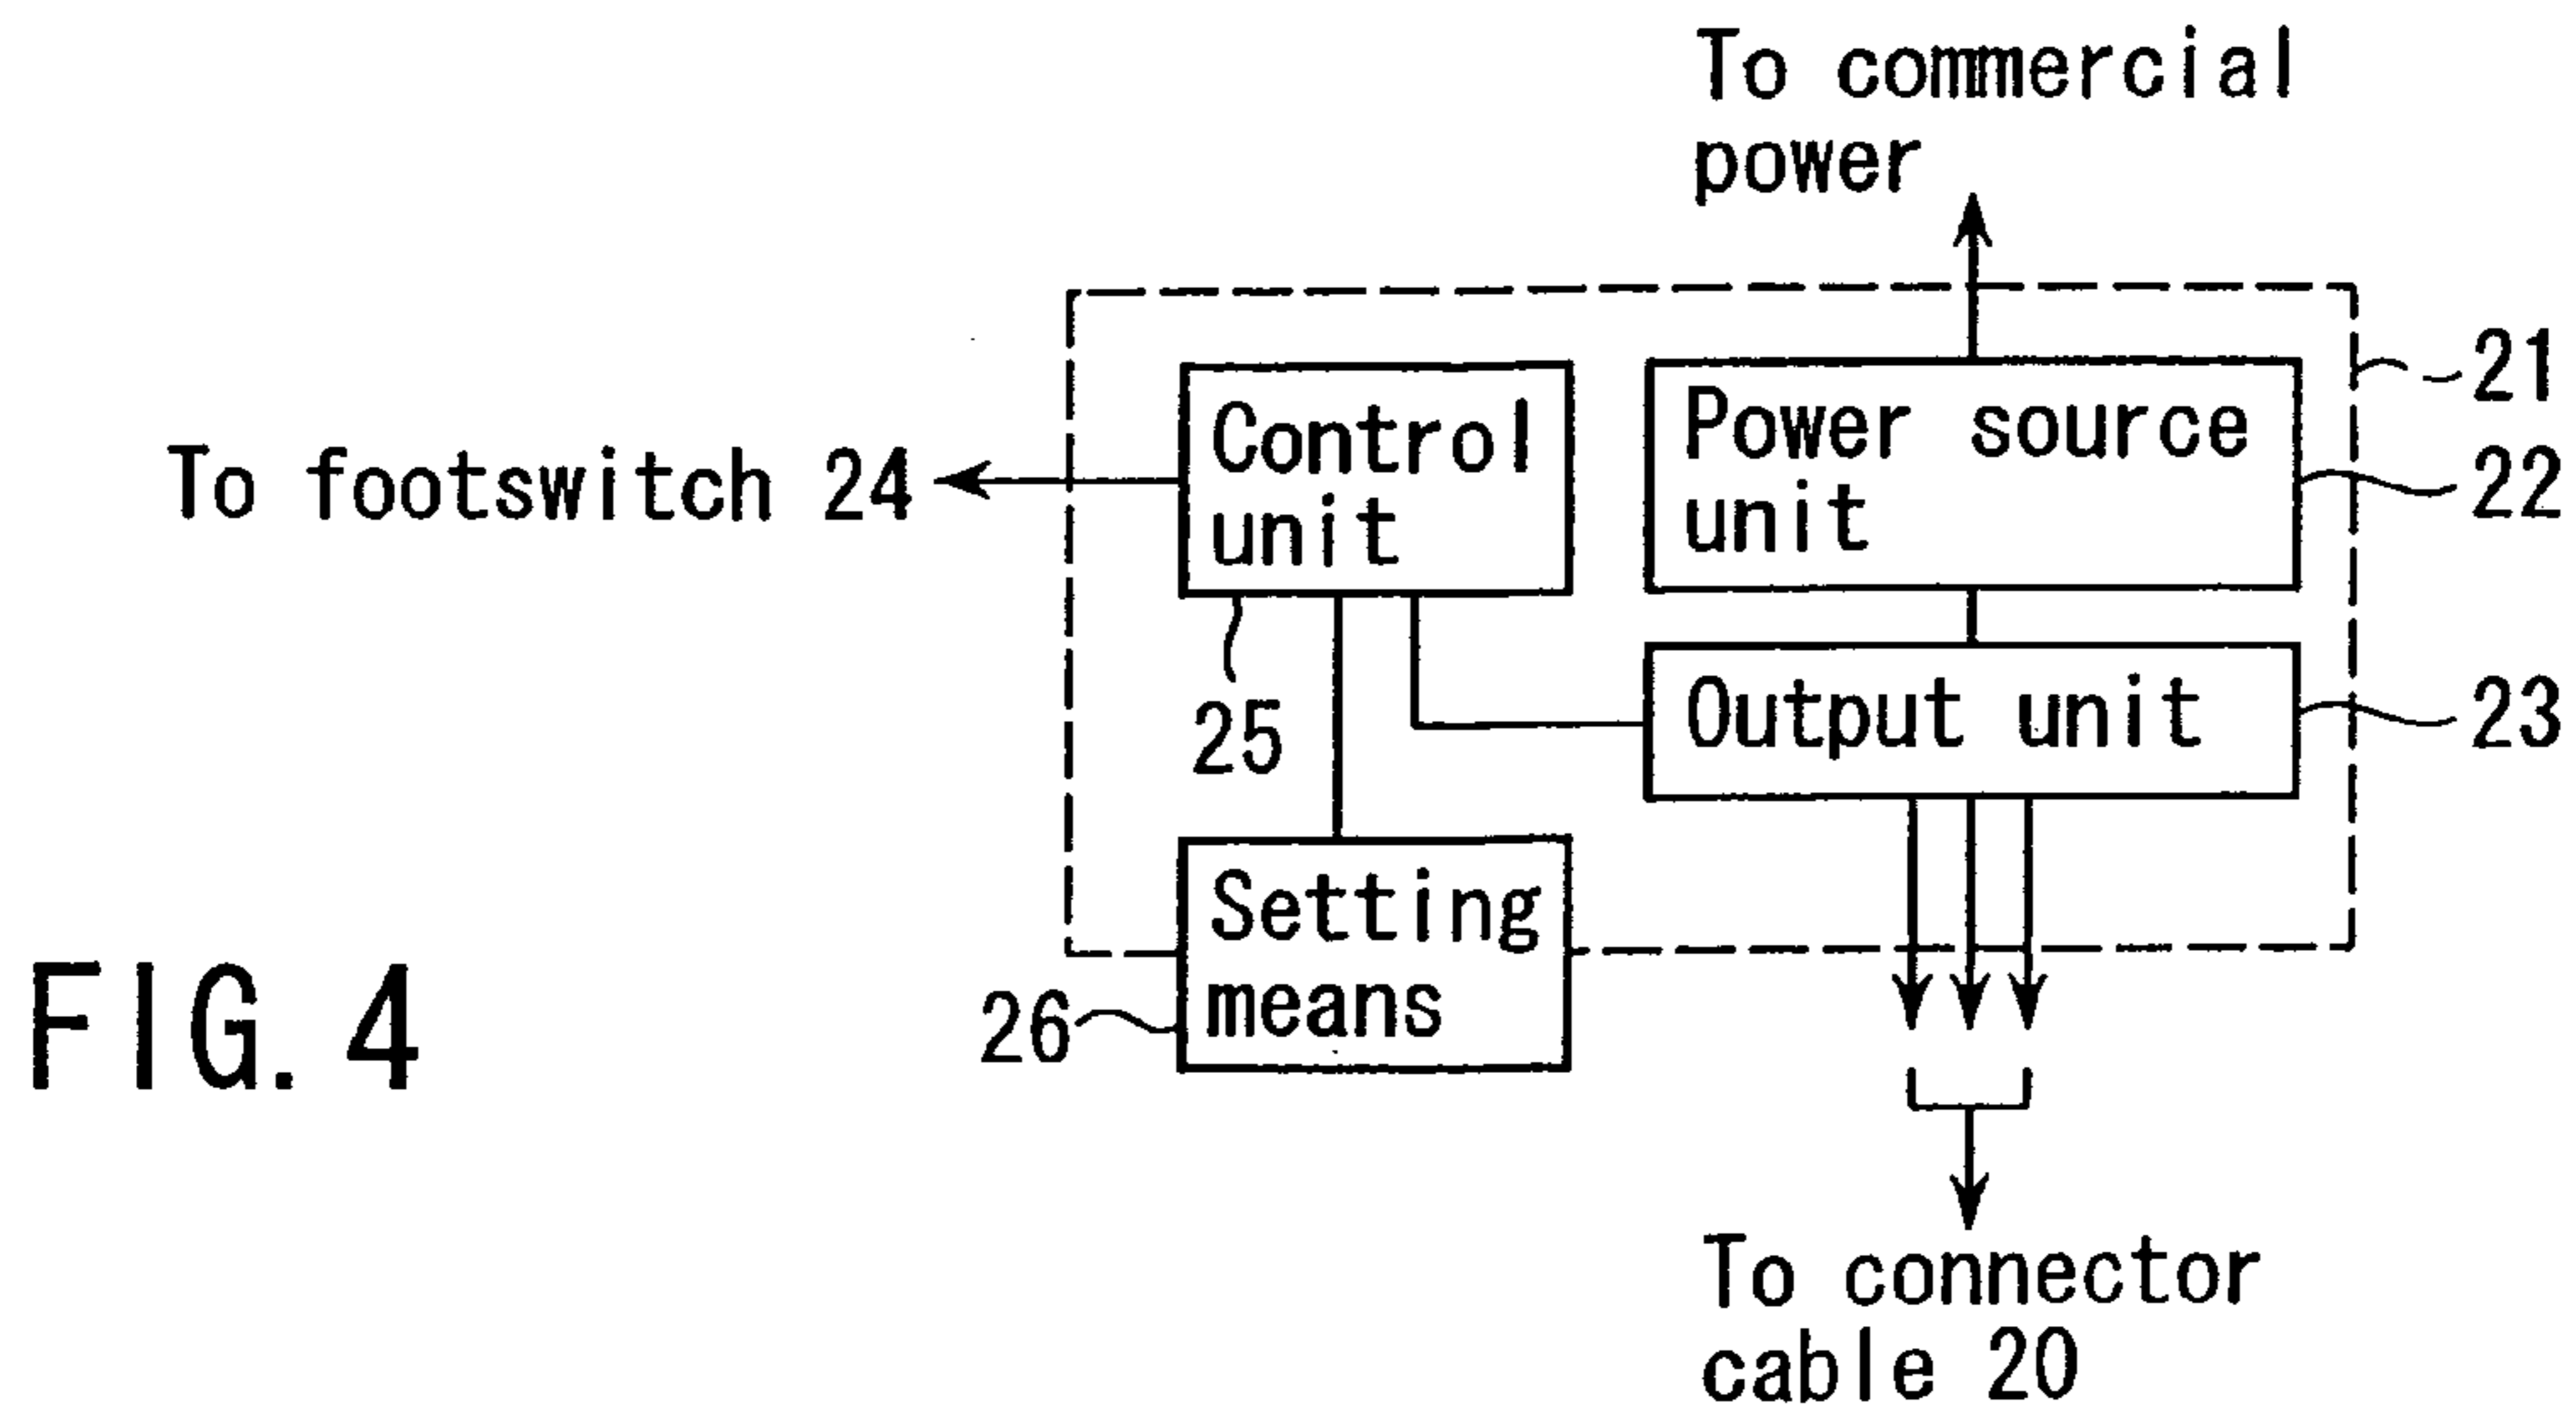 To commercial
power
21
Control
unit
Power source
unit
22
To footswitch 24
25
Output unit
23
Setting
means
26
FIG. 4
To connector
cable 20